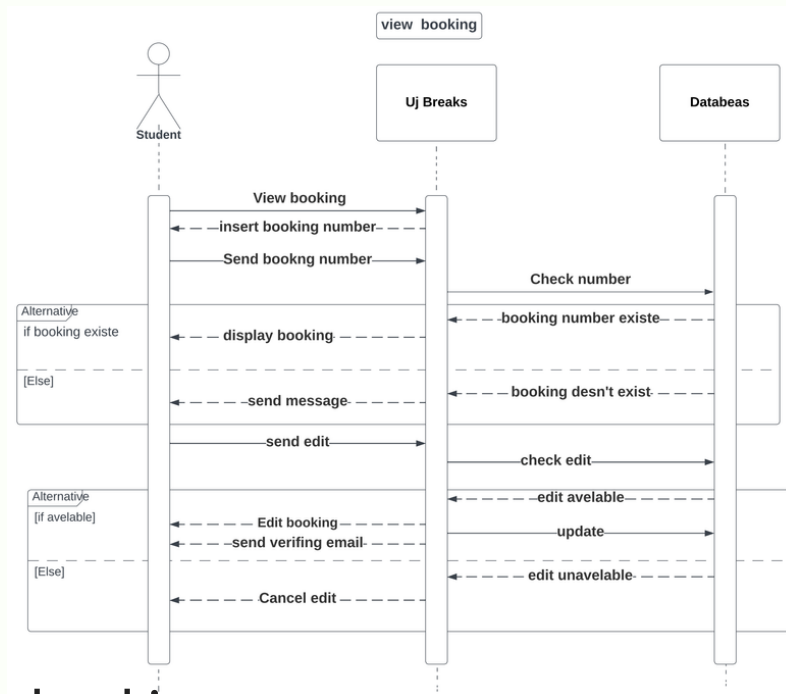 view booking
Student
Uj Breaks
Databeas
View booking
insert booking number
Send bookng number
Check number
Alternative
if booking existe
booking number existe
display booking
[Else]
booking desn't exist
send message
send edit
check edit
Alternative
[if avelable]
edit avelable
Edit booking
update
send verifing email
[Else]
edit unavelable
Cancel edit